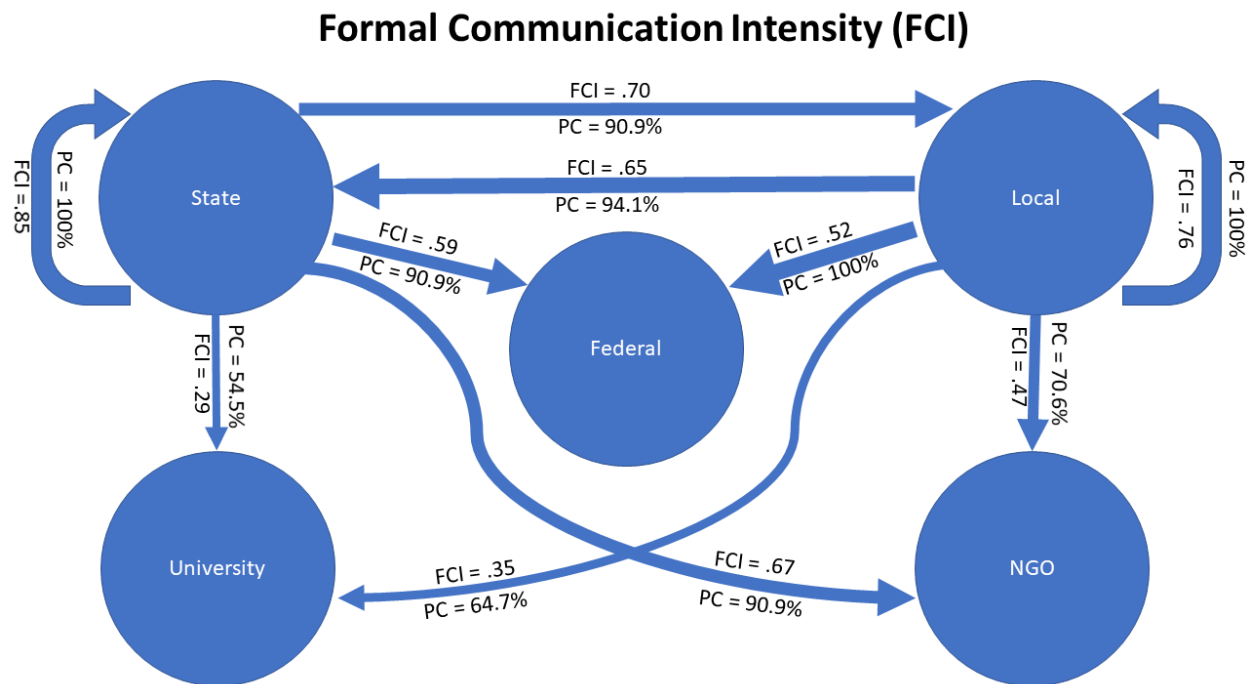 Formal Communication Intensity (FCI)
FCI = .70
PC = 90.9%
FCI = .65
PC = 94.1%
State
Local
FCI =.85
PC = 100%
FCI = .76
PC = 100%
FCI = .59
PC = 90.9%
FCI = .52
PC = 100%
Federal
FCI = .29
PC = 54.5%
FCI = .47
PC = 70.6%
University
NGO
FCI = .35
PC = 64.7%
FCI = .67
PC = 90.9%